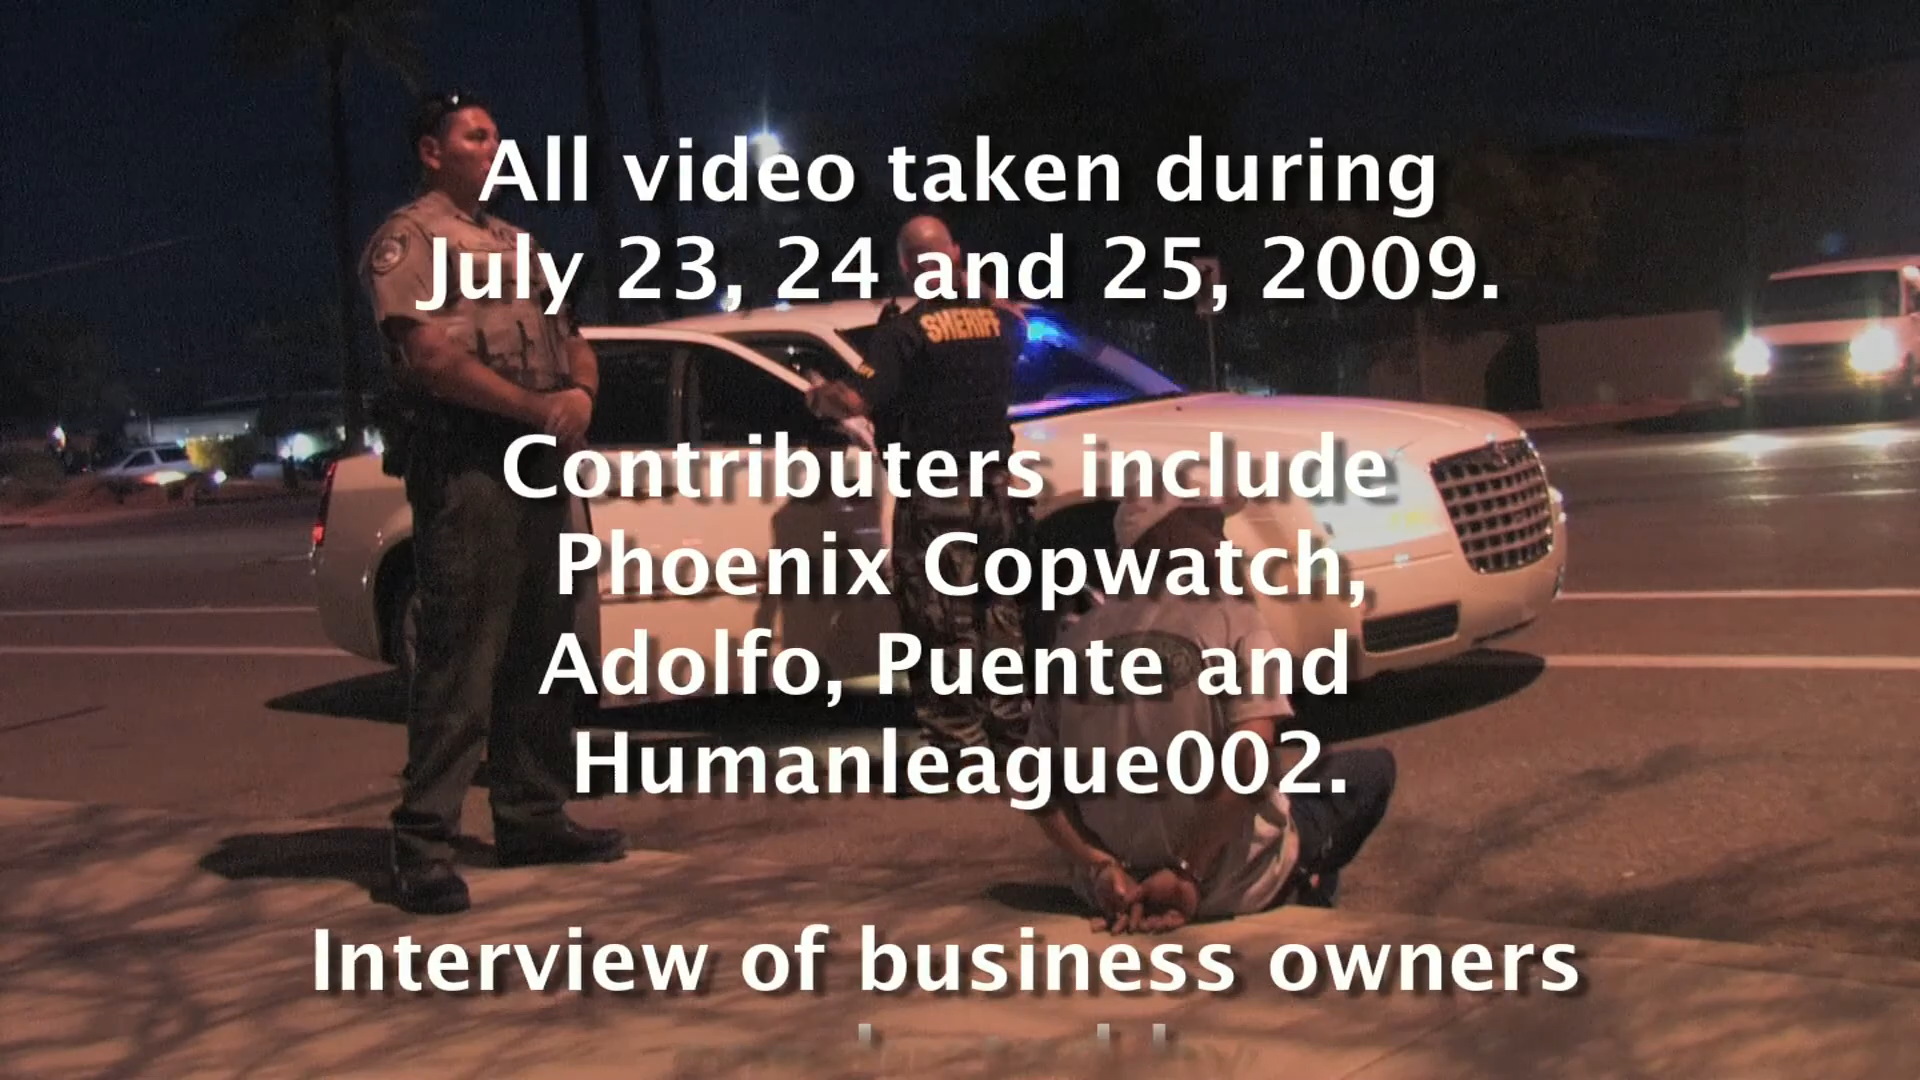 All video taken during
July 23, 24 and 25, 2009.
SHERIFF
Contributers include
Phoenix Copwatch,
Adolfo, Puente and
Humanleague002.
Interview of business owners